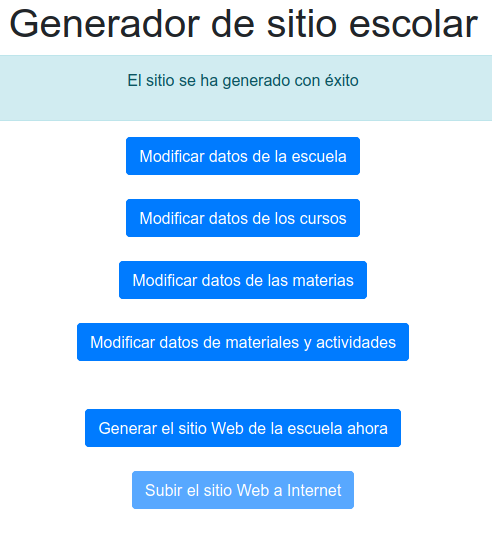 Generador de sitio escolar
El sitio se ha generado con éxito
Modificar datos de la escuela
Modificar datos de los cursos
Modificar datos de las materias
Modificar datos de materiales y actividades
Generar el sitio Web de la escuela ahora
Subir el sitio Web a Internet